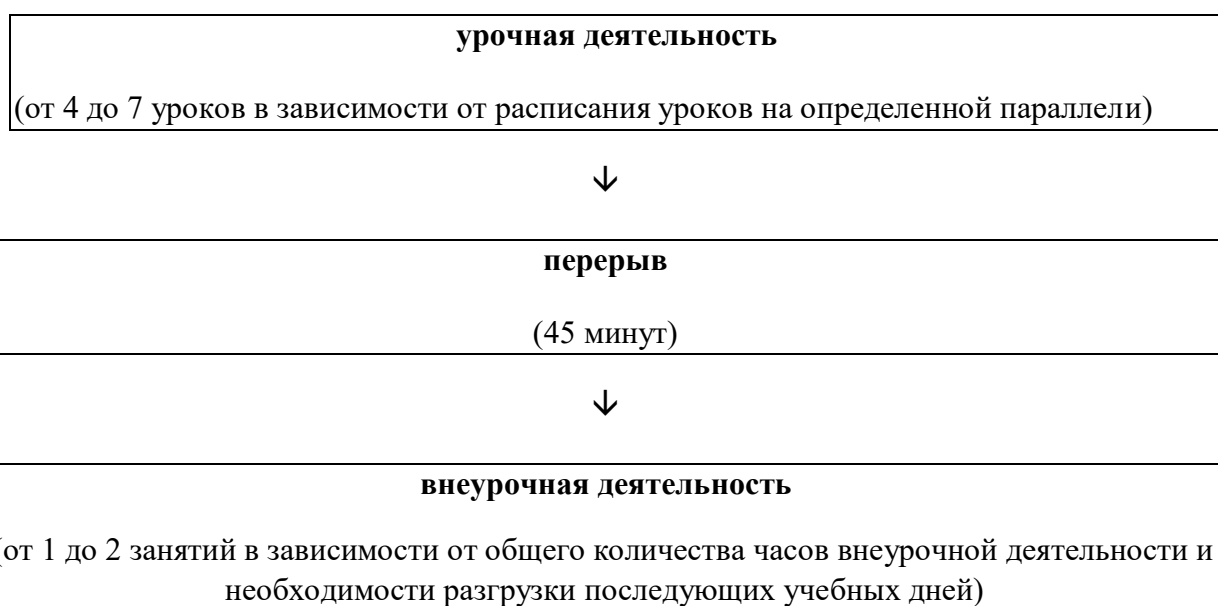 урочная деятельность
(от 4 до 7 уроков в зависимости от расписания уроков на определенной параллели)
↓
перерыв
(45 минут)
↓
внеурочная деятельность
(от 1 до 2 занятий в зависимости от общего количества часов внеурочной деятельности и
необходимости разгрузки последующих учебных дней)